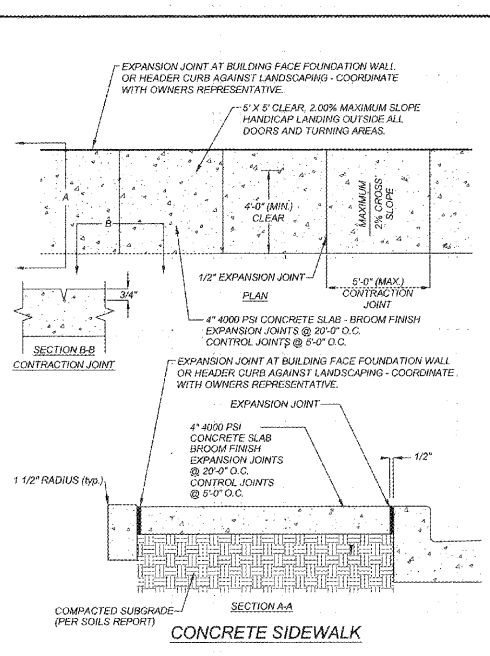 EXPANSION JOINT AT BUILDING FACE FOUNDATION WALL
OR HEADER CURB AGAINST LANDSCAPING - COORDINATE
WITH OWNERS REPRESENTATIVE.
5' X 5' CLEAR, 2.00% MAXIMUM SLOPE
HANDICAP LANDING OUTSIDE ALL
DOORS AND TURNING AREAS.
A
B
4'-0" (MIN.)
CLEAR
MAXIMUM
2% CROSS
SLOPE
1/2" EXPANSION JOINT
PLAN
5'-0" (MAX.)
CONTRACTION
JOINT
3/4"
SECTION B-B
CONTRACTION JOINT
4" 4000 PSI CONCRETE SLAB - BROOM FINISH
EXPANSION JOINTS @ 20'-0" O.C.
CONTROL JOINTS @ 5'-0" O.C.
EXPANSION JOINT AT BUILDING FACE FOUNDATION WALL
OR HEADER CURB AGAINST LANDSCAPING - COORDINATE
WITH OWNERS REPRESENTATIVE.
EXPANSION JOINT
4" 4000 PSI
CONCRETE SLAB
BROOM FINISH
EXPANSION JOINTS
@ 20'-0" O.C.
CONTROL JOINTS
@ 5'-0" O.C.
1/2"
1 1/2" RADIUS (typ.)
COMPACTED SUBGRADE
(PER SOILS REPORT)
SECTION A-A
CONCRETE SIDEWALK